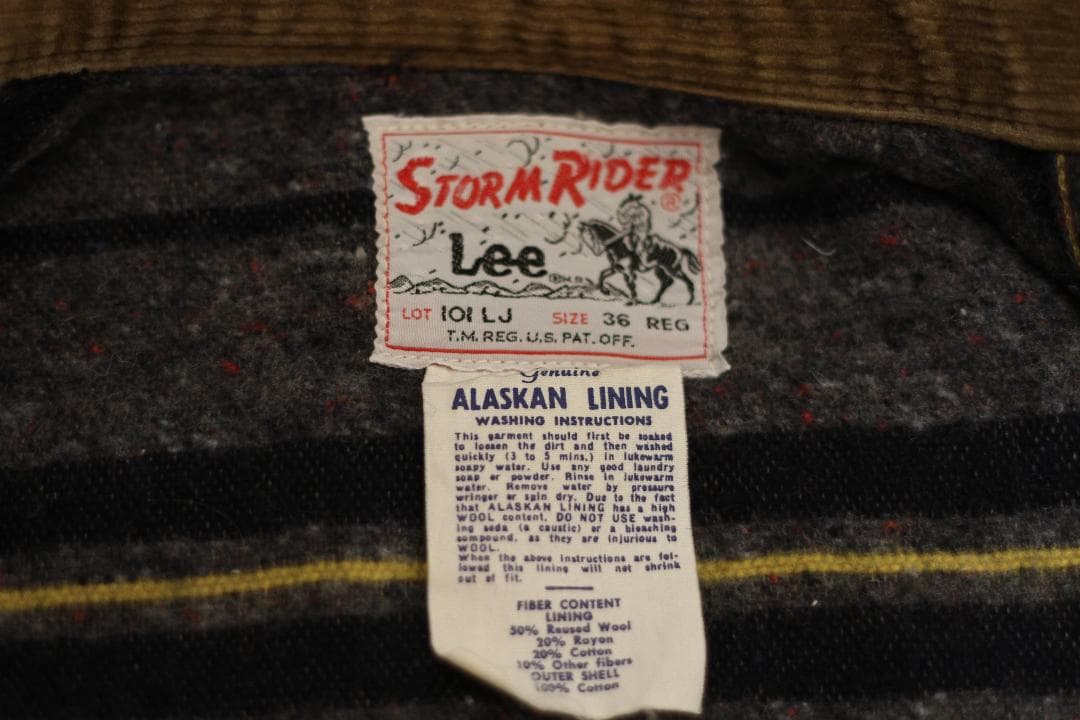 STORM-RIDER ®
Lee ® M.R.
LOT 101 LJ SIZE 36 REG
T.M. REG. U.S. PAT. OFF.
Genuine
ALASKAN LINING
WASHING INSTRUCTIONS
This garment should first be soaked
to loosen the dirt and then washed
quickly (3 to 5 mins.) in lukewarm
soapy water. Use any good laundry
soap or powder. Rinse in lukewarm
water. Remove water by pressure
wringer or spin dry. Due to the fact
that ALASKAN LINING has a high
WOOL content, DO NOT USE wash-
ing soda (a caustic) or a bleaching
compound, as they are injurious to
WOOL.
When the above instructions are fol-
lowed this lining will not shrink
out of fit.
FIBER CONTENT
LINING
50% Reused Wool
20% Rayon
20% Cotton
10% Other fibers
OUTER SHELL
100% Cotton